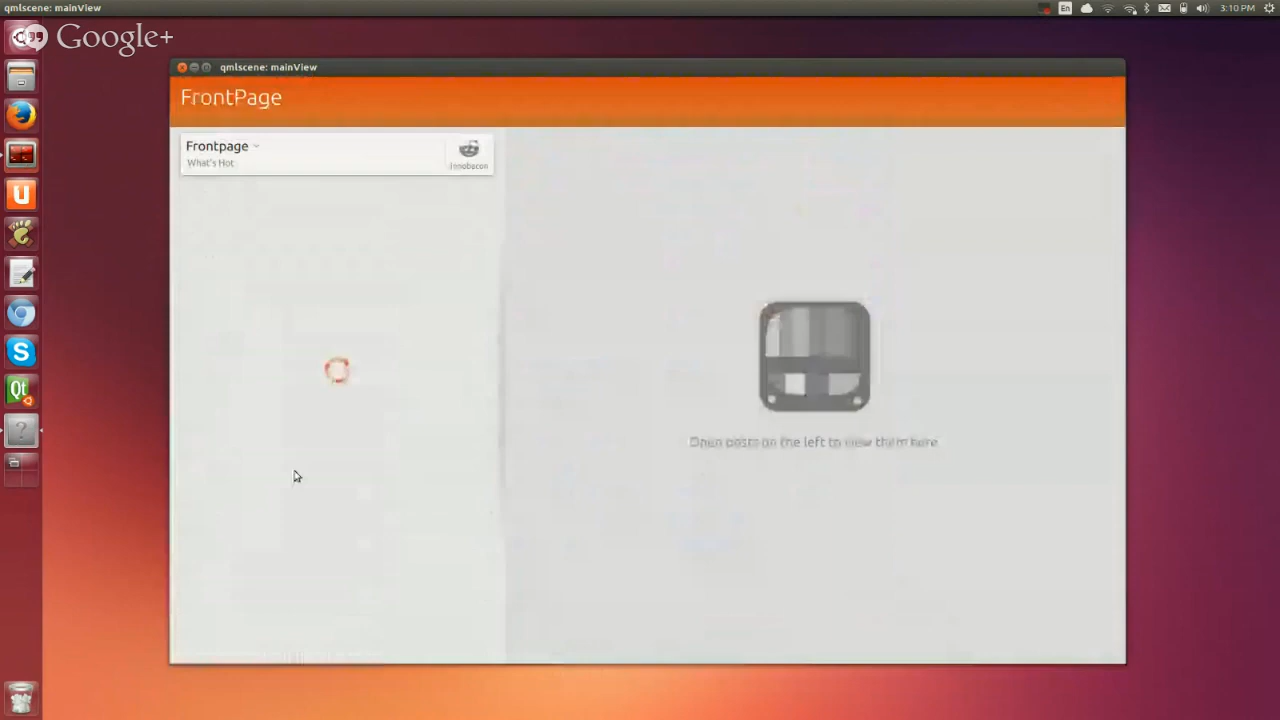 qmlscene: mainView
En
3:10 PM
Google+
qmlscene: mainView
FrontPage
Frontpage
What's Hot
Open posts on the left to view them here
U
S
Qt
?